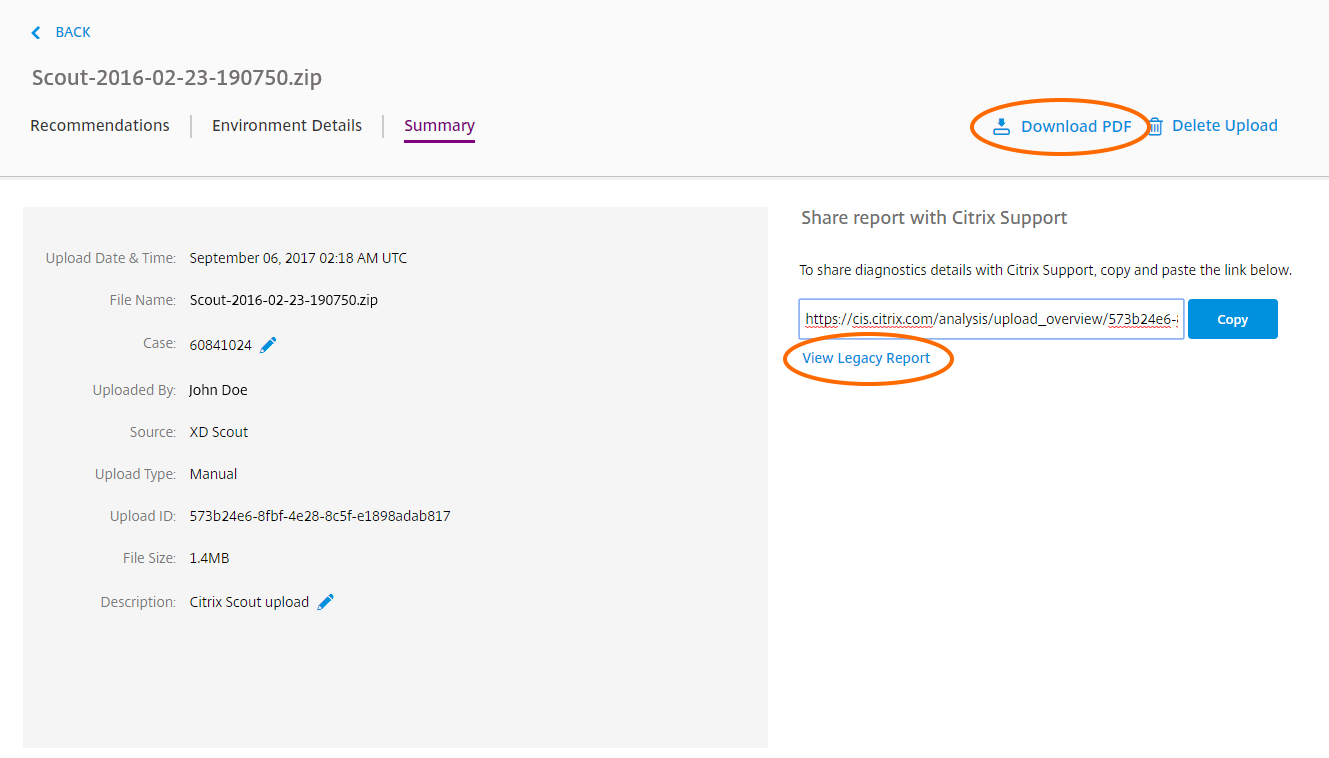 BACK
Scout-2016-02-23-190750.zip
Recommendations Environment Details Summary Download PDF Delete Upload
Upload Date & Time: September 06, 2017 02:18 AM UTC
File Name: Scout-2016-02-23-190750.zip
Case: 60841024
Uploaded By: John Doe
Source: XD Scout
Upload Type: Manual
Upload ID: 573b24e6-8fbf-4e28-8c5f-e1898adab817
File Size: 1.4MB
Description: Citrix Scout upload
Share report with Citrix Support
To share diagnostics details with Citrix Support, copy and paste the link below.
https://cis.citrix.com/analysis/upload_overview/573b24e6- Copy
View Legacy Report